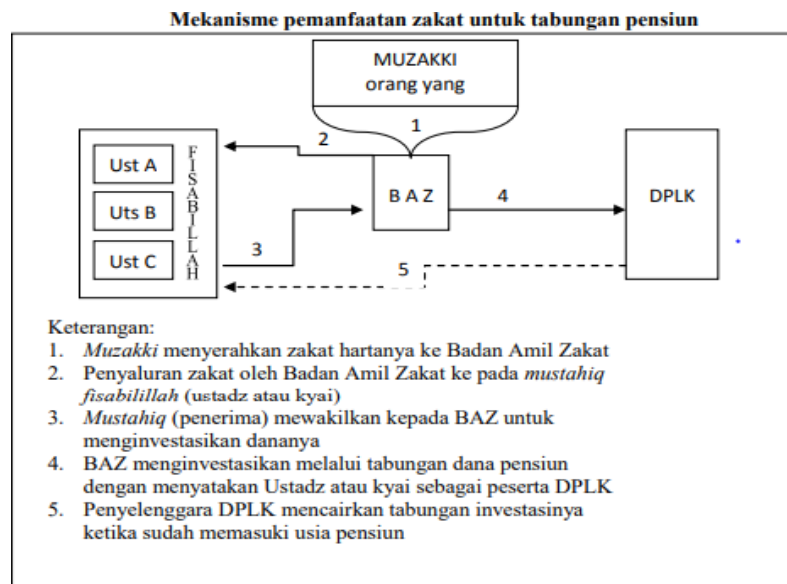 Mekanisme pemanfaatan zakat untuk tabungan pensiun
MUZAKKI
orang yang
1
2
Ust A
Uts B
Ust C
FISABILLAH
3
B A Z
4
DPLK
5
Keterangan:
1. Muzakki menyerahkan zakat hartanya ke Badan Amil Zakat
2. Penyaluran zakat oleh Badan Amil Zakat ke pada mustahiq
fisabilillah (ustadz atau kyai)
3. Mustahiq (penerima) mewakilkan kepada BAZ untuk
menginvestasikan dananya
4. BAZ menginvestasikan melalui tabungan dana pensiun
dengan menyatakan Ustadz atau kyai sebagai peserta DPLK
5. Penyelenggara DPLK mencairkan tabungan investasinya
ketika sudah memasuki usia pensiun